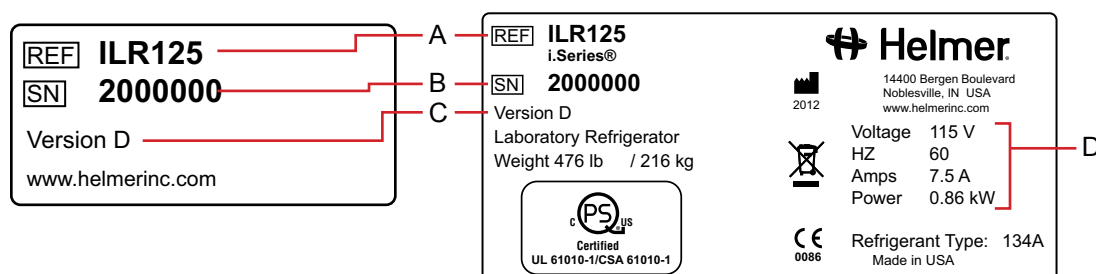 REF ILR125
SN 2000000
Version D
www.helmerinc.com
A
B
C
REF ILR125
i.Series®
SN 2000000
Version D
Laboratory Refrigerator
Weight 476 lb / 216 kg
C PS US
Certified
UL 61010-1/CSA 61010-1
Helmer
2012
14400 Bergen Boulevard
Noblesville, IN USA
www.helmerinc.com
Voltage 115 V
HZ 60
Amps 7.5 A
Power 0.86 kW
D
CE
0086
Refrigerant Type: 134A
Made in USA